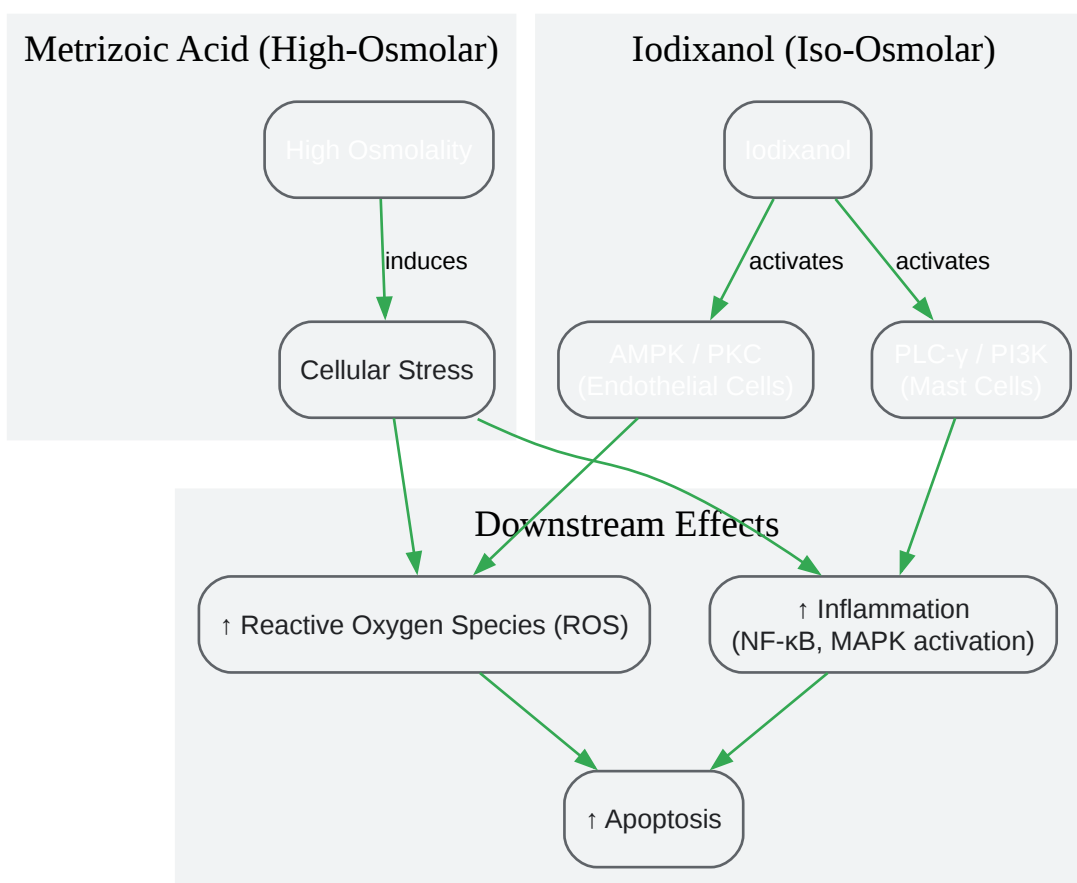 Metrizoic Acid (High-Osmolar)
Iodixanol (Iso-Osmolar)
High Osmolality
Iodixanol
induces
activates
activates
Cellular Stress
AMPK / PKC
(Endothelial Cells)
PLC-γ / PI3K
(Mast Cells)
Downstream Effects
↑ Reactive Oxygen Species (ROS)
↑ Inflammation
(NF-κB, MAPK activation)
↑ Apoptosis